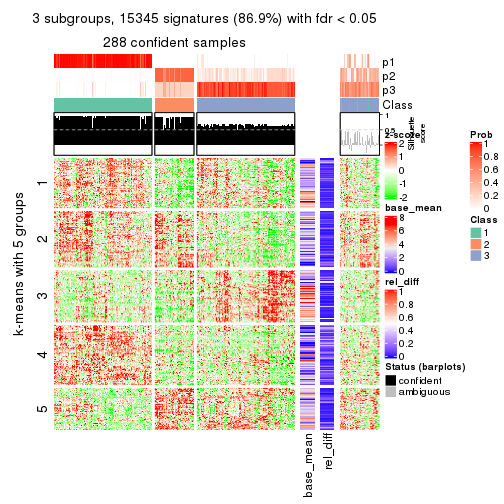 3 subgroups, 15345 signatures (86.9%) with fdr < 0.05
288 confident samples
p1
p2
p3
Class
1
0.5
0
Silhouette
score
k-means with 5 groups
1
2
3
4
5
base_mean
rel_diff
z-score
2
1
0
-1
-2
base_mean
8
6
4
2
0
rel_diff
1
0.8
0.6
0.4
0.2
0
Status (barplots)
confident
ambiguous
Prob
1
0.8
0.6
0.4
0.2
0
Class
1
2
3